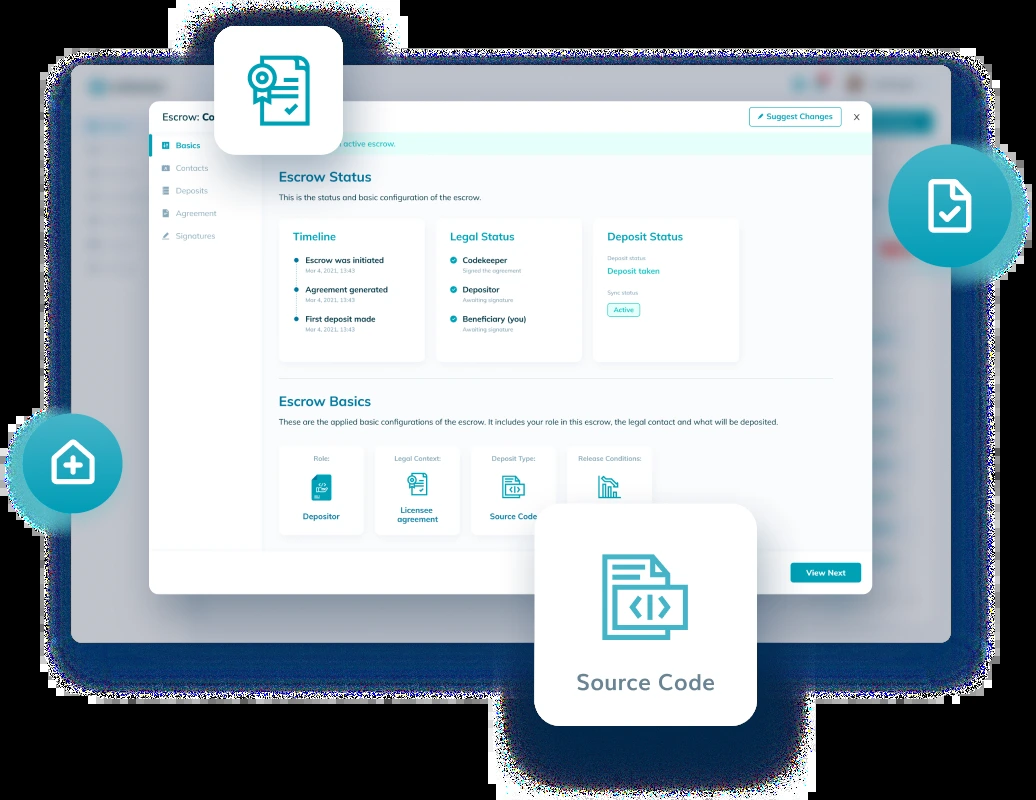 Escrow: Co
Suggest Changes
X
active escrow.
Basics
Contacts
Deposits
Agreement
Signatures
Escrow Status
This is the status and basic configuration of the escrow.
Timeline
Escrow was initiated
Mar 4, 2021, 13:43
Agreement generated
Mar 4, 2021, 13:43
First deposit made
Mar 4, 2021, 13:43
Legal Status
Codekeeper
Signed the agreement
Depositor
Awaiting signature
Beneficiary (you)
Awaiting signature
Deposit Status
Deposit status
Deposit taken
Sync status
Active
Escrow Basics
These are the applied basic configurations of the escrow. It includes your role in this escrow, the legal contact and what will be deposited.
Role:
Depositor
Legal Context:
Licensee
agreement
Deposit Type:
Source Code
Release Conditions:
View Next
Source Code